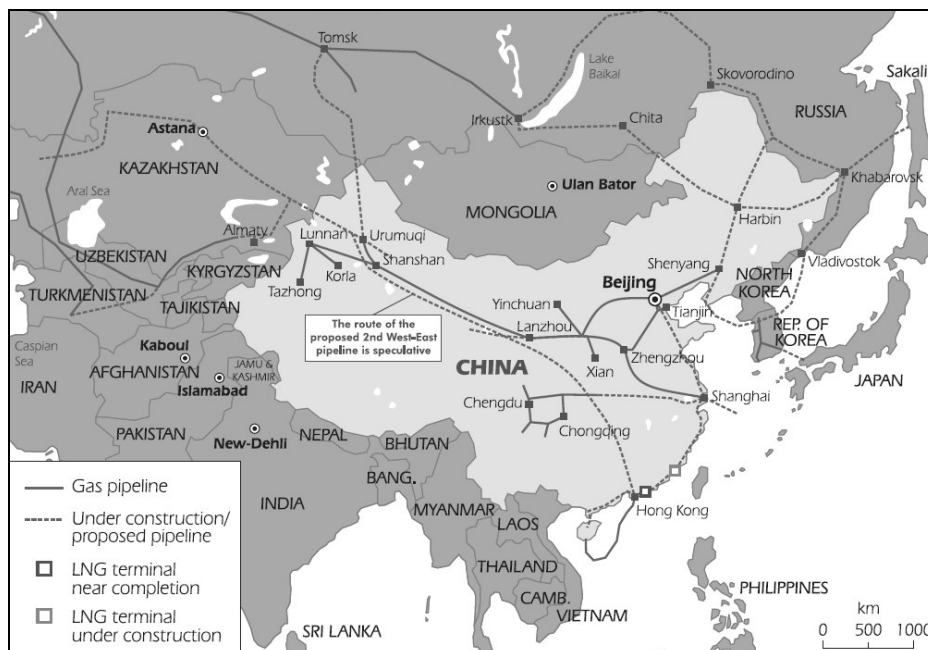 Tomsk
Lake
Baikal
Skovorodino
Sakali
RUSSIA
Irkustk
Chita
Astana
KAZAKHSTAN
Ulan Bator
Khabarovsk
MONGOLIA
Aral Sea
Harbin
Almaty
Lunnan
Urumuqi
UZBEKISTAN
Shanshan
Vladivostok
KYRGYZSTAN
Korla
Shenyang
NORTH
KOREA
Tazhong
TURKMENISTAN
Beijing
TAJIKISTAN
Yinchuan
Tianjin
The route of the
proposed 2nd West–East
pipeline is speculative
Lanzhou
REP. OF
KOREA
Kaboul
Caspian
Sea
JAMU &
KASHMIR
Xian
Zhengzhou
AFGHANISTAN
CHINA
JAPAN
IRAN
Islamabad
Chengdu
Shanghai
PAKISTAN
New-Dehli
NEPAL
Chongqing
BHUTAN
BANG.
INDIA
MYANMAR
Hong Kong
LAOS
THAILAND
CAMB.
VIETNAM
PHILIPPINES
SRI LANKA
Gas pipeline
Under construction/
proposed pipeline
LNG terminal
near completion
LNG terminal
under construction
km
0 500 1000